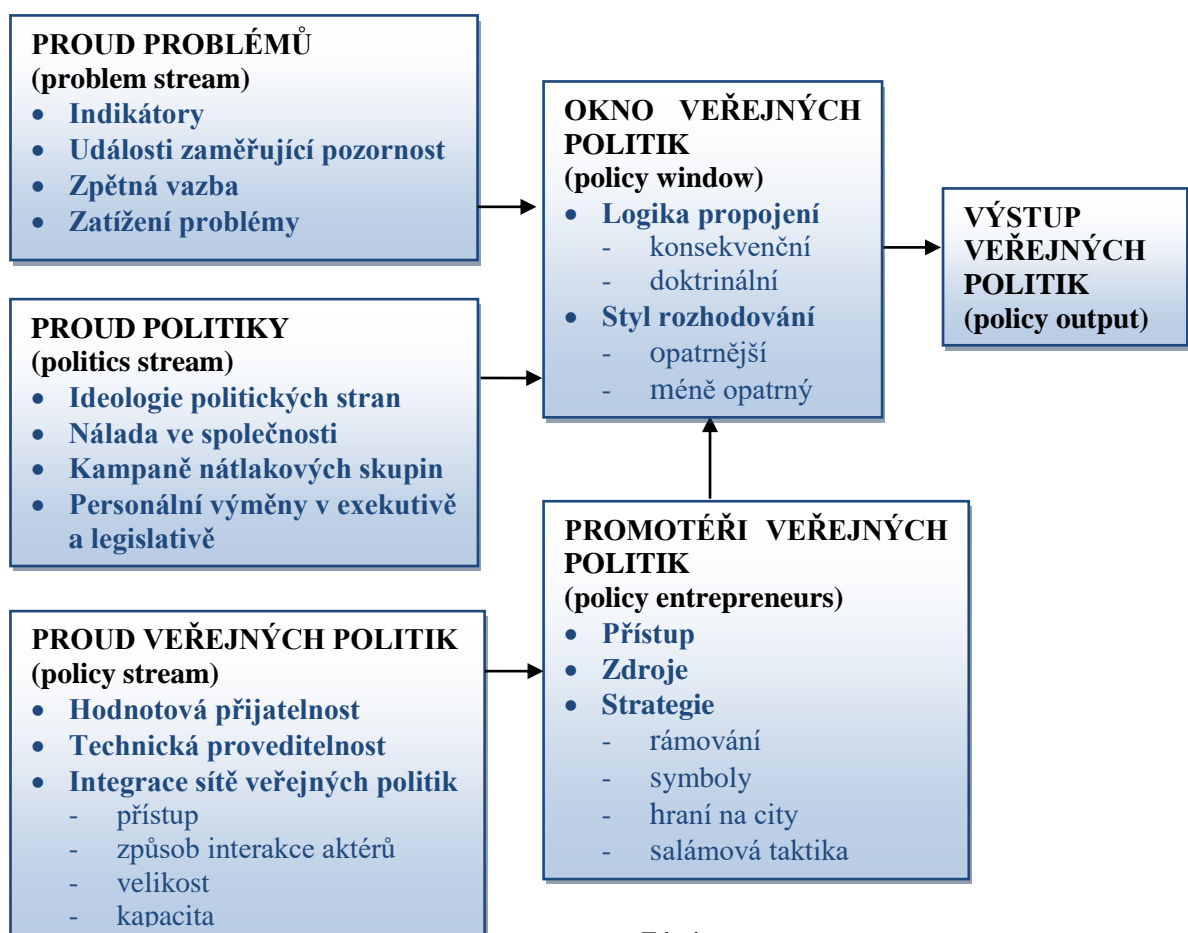 PROUD PROBLÉMŮ
(problem stream)
• Indikátory
• Události zaměřující pozornost
• Zpětná vazba
• Zatížení problémy
PROUD POLITIKY
(politics stream)
• Ideologie politických stran
• Nálada ve společnosti
• Kampaně nátlakových skupin
• Personální výměny v exekutivě
a legislativě
PROUD VEŘEJNÝCH POLITIK
(policy stream)
• Hodnotová přijatelnost
• Technická proveditelnost
• Integrace sítě veřejných politik
- přístup
- způsob interakce aktérů
- velikost
- kapacita
OKNO VEŘEJNÝCH
POLITIK
(policy window)
• Logika propojení
- konsekvenční
- doktrinální
• Styl rozhodování
- opatrnější
- méně opatrný
PROMOTÉŘI VEŘEJNÝCH
POLITIK
(policy entrepreneurs)
• Přístup
• Zdroje
• Strategie
- rámování
- symboly
- hraní na city
- salámová taktika
VÝSTUP
VEŘEJNÝCH
POLITIK
(policy output)